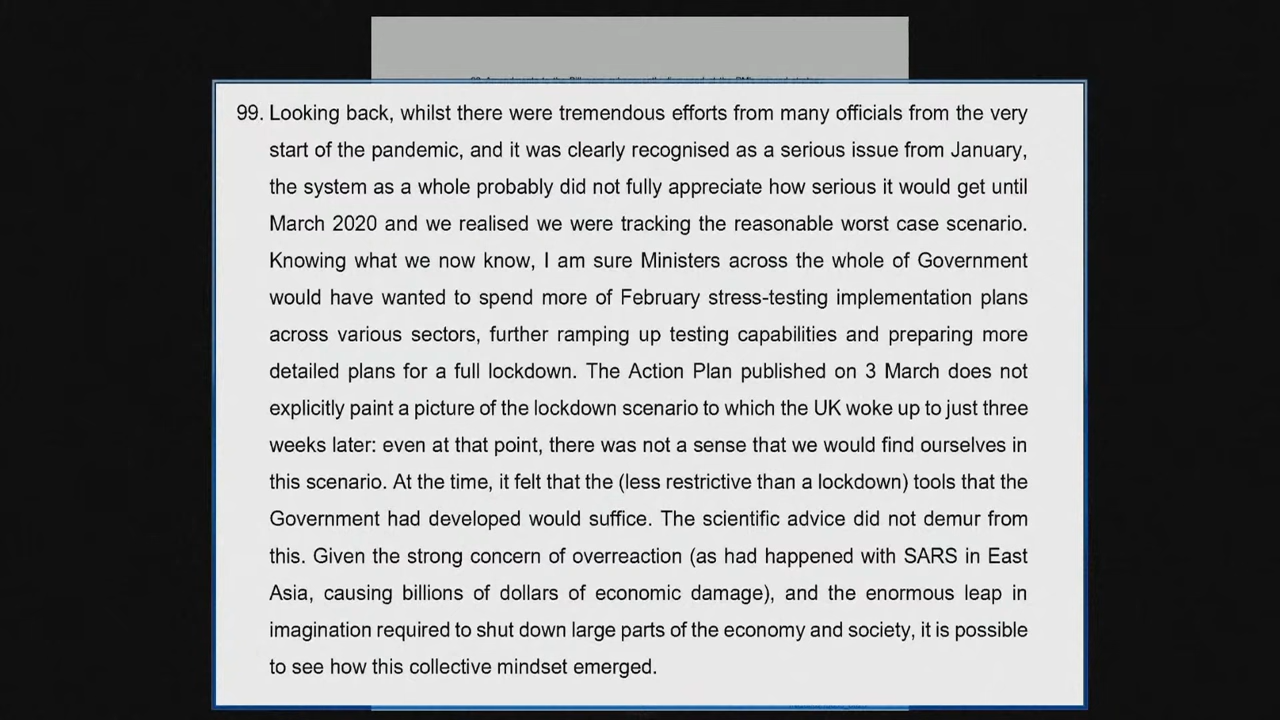 99. Looking back, whilst there were tremendous efforts from many officials from the very
start of the pandemic, and it was clearly recognised as a serious issue from January,
the system as a whole probably did not fully appreciate how serious it would get until
March 2020 and we realised we were tracking the reasonable worst case scenario.
Knowing what we now know, I am sure Ministers across the whole of Government
would have wanted to spend more of February stress-testing implementation plans
across various sectors, further ramping up testing capabilities and preparing more
detailed plans for a full lockdown. The Action Plan published on 3 March does not
explicitly paint a picture of the lockdown scenario to which the UK woke up to just three
weeks later: even at that point, there was not a sense that we would find ourselves in
this scenario. At the time, it felt that the (less restrictive than a lockdown) tools that the
Government had developed would suffice. The scientific advice did not demur from
this. Given the strong concern of overreaction (as had happened with SARS in East
Asia, causing billions of dollars of economic damage), and the enormous leap in
imagination required to shut down large parts of the economy and society, it is possible
to see how this collective mindset emerged.